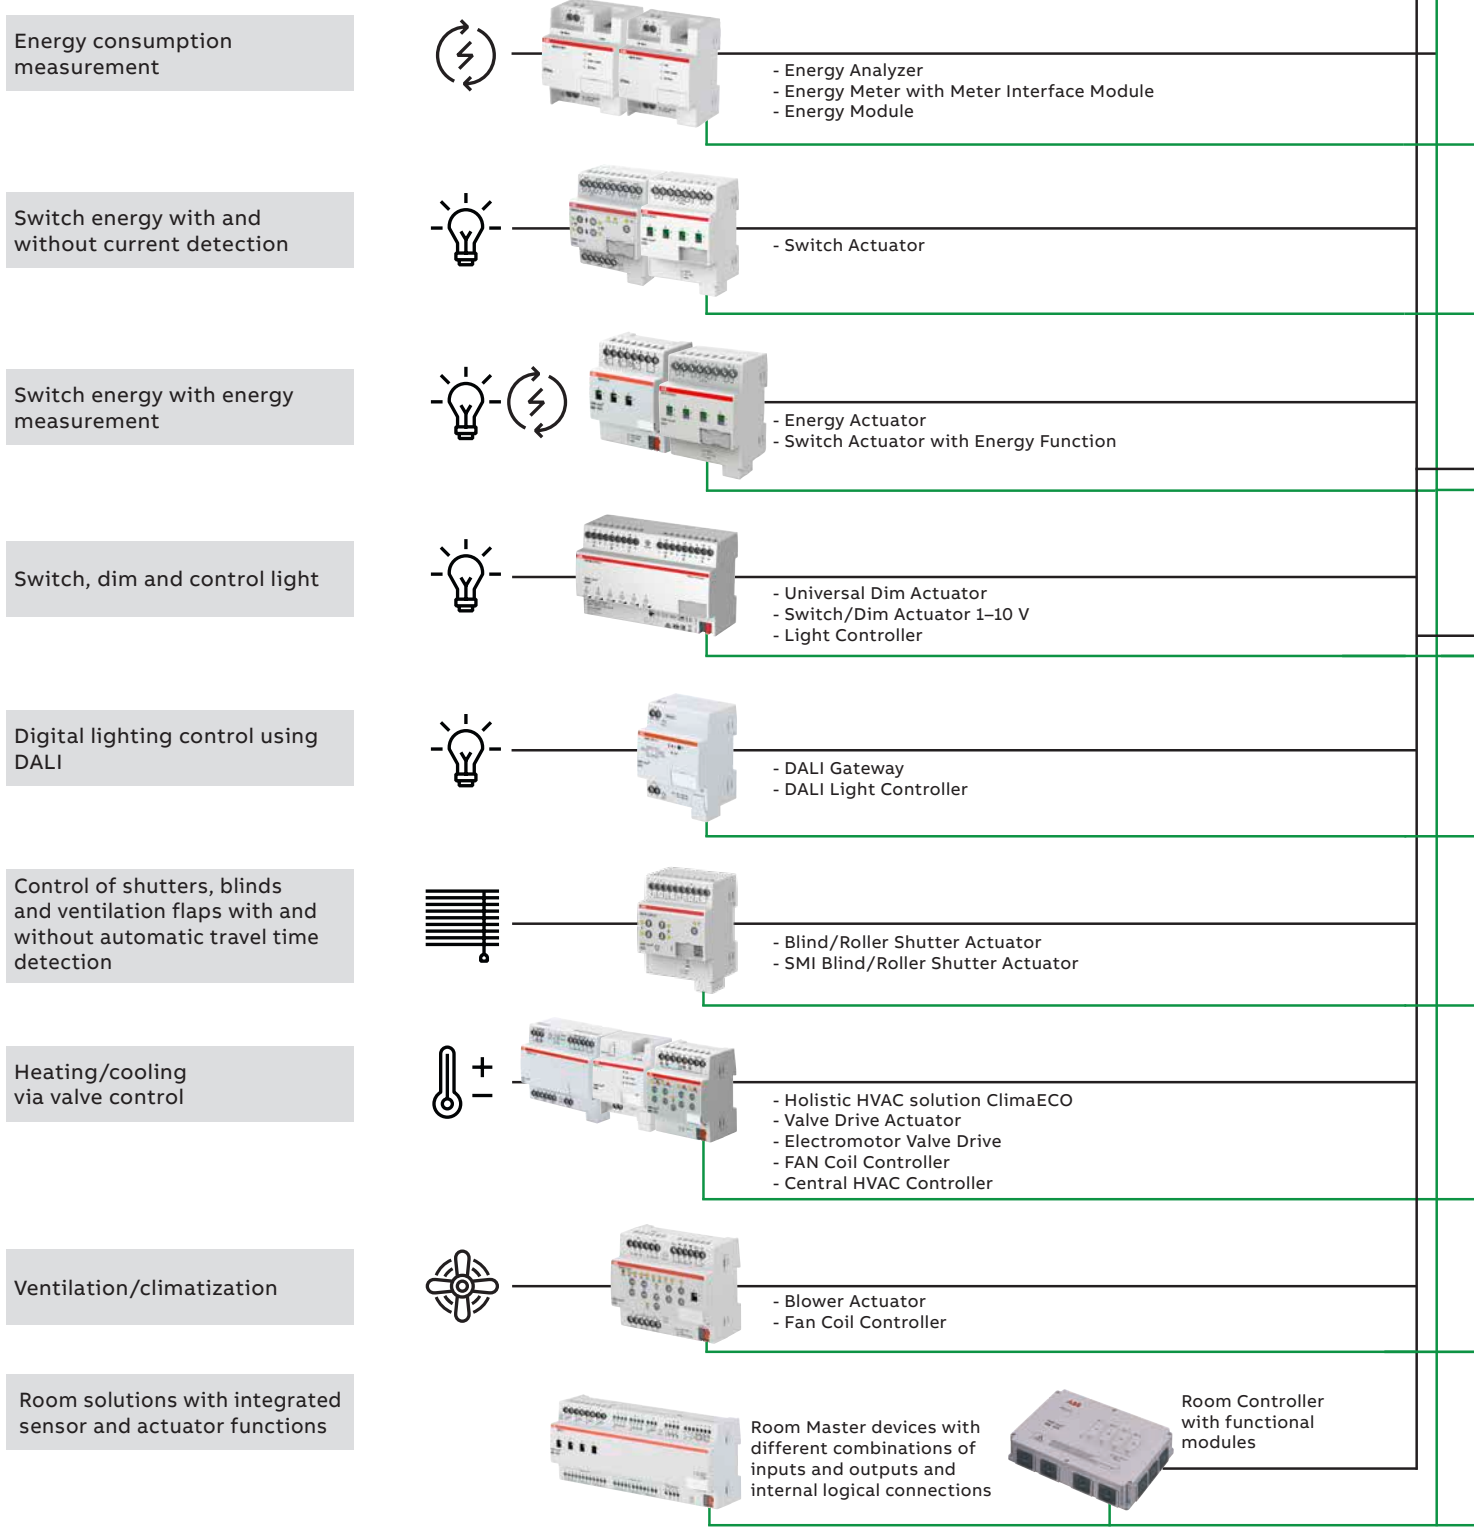 Energy consumption
measurement
- Energy Analyzer
- Energy Meter with Meter Interface Module
- Energy Module
Switch energy with and
without current detection
- Switch Actuator
Switch energy with energy
measurement
- Energy Actuator
- Switch Actuator with Energy Function
Switch, dim and control light
- Universal Dim Actuator
- Switch/Dim Actuator 1–10 V
- Light Controller
Digital lighting control using
DALI
- DALI Gateway
- DALI Light Controller
Control of shutters, blinds
and ventilation flaps with and
without automatic travel time
detection
- Blind/Roller Shutter Actuator
- SMI Blind/Roller Shutter Actuator
Heating/cooling
via valve control
- Holistic HVAC solution ClimaECO
- Valve Drive Actuator
- Electromotor Valve Drive
- FAN Coil Controller
- Central HVAC Controller
Ventilation/climatization
- Blower Actuator
- Fan Coil Controller
Room solutions with integrated
sensor and actuator functions
Room Master devices with
different combinations of
inputs and outputs and
internal logical connections
ABB
Room Controller
with functional
modules